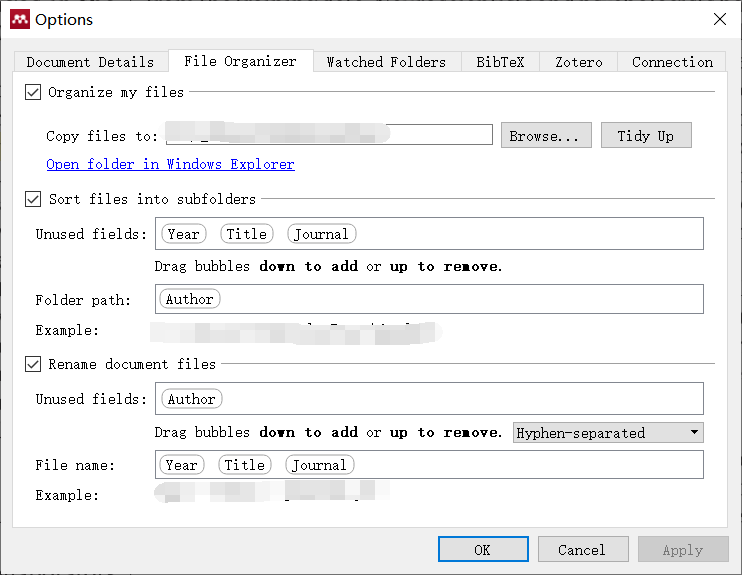 Options
Document Details File Organizer Watched Folders BibTeX Zotero Connection
Organize my files
Copy files to: Browse... Tidy Up
Open folder in Windows Explorer
Sort files into subfolders
Unused fields: Year Title Journal
Drag bubbles down to add or up to remove.
Folder path: Author
Example:
Rename document files
Unused fields: Author
Drag bubbles down to add or up to remove. Hyphen-separated
File name: Year Title Journal
Example:
OK Cancel Apply